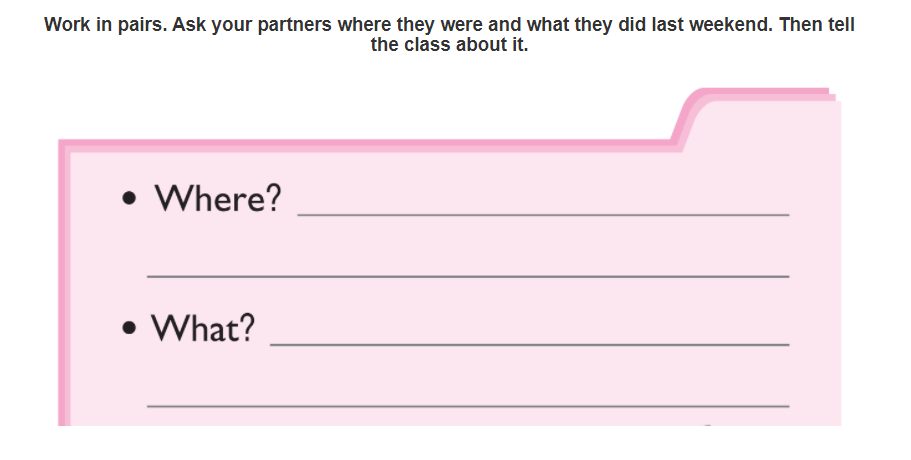 Work in pairs. Ask your partners where they were and what they did last weekend. Then tell
the class about it.
• Where?
• What?